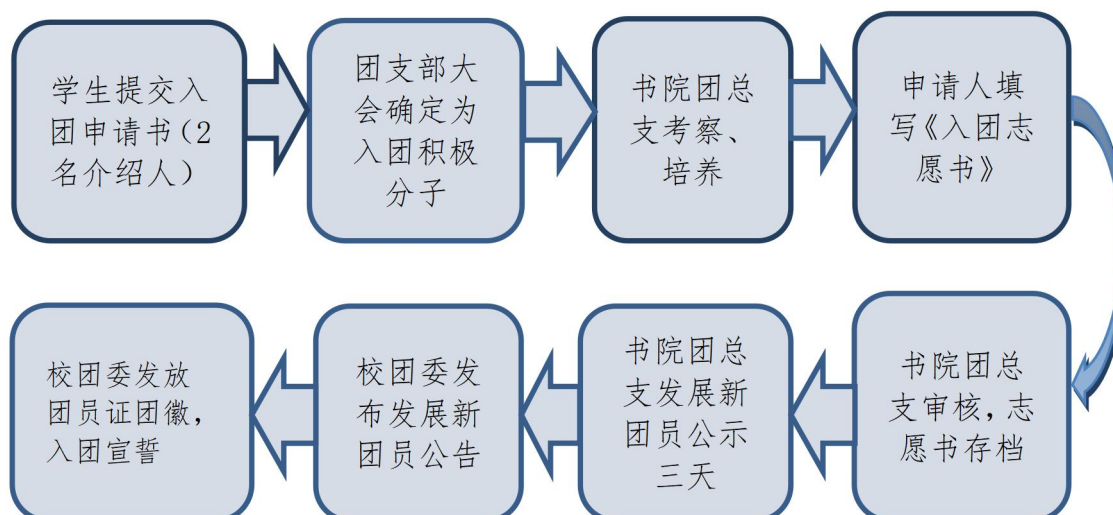 学生提交入
团申请书(2
名介绍人)
团支部大
会确定为
入团积极
分子
书院团总
支考察、
培养
申请人填
写《入团志
愿书》
书院团总
支审核,志
愿书存档
书院团总
支发展新
团员公示
三天
校团委发
布发展新
团员公告
校团委发放
团员证团徽,
入团宣誓